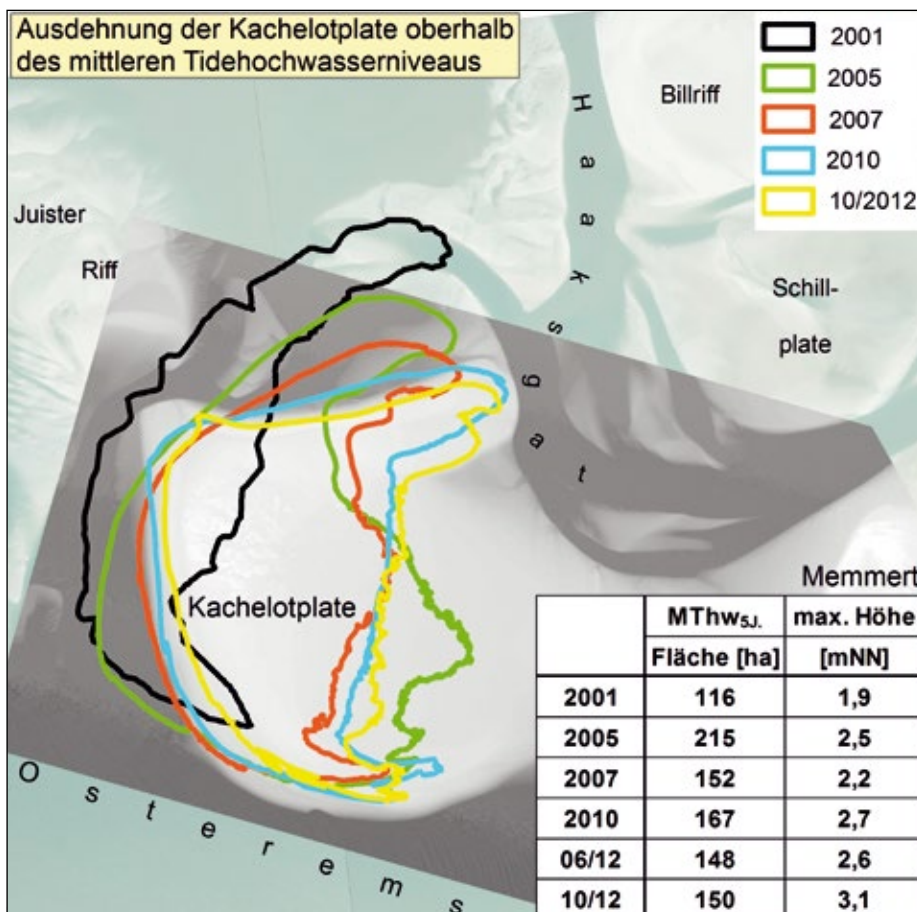 Ausdehnung der Kachelotplate oberhalb
des mittleren Tidehochwasserniveaus
2001
2005
2007
2010
10/2012
Billriff
Haaksgat
Juister
Riff
Schill-
plate
Kachelotplate
Memmert
Osterems
MThw5J. max. Höhe
Fläche [ha] [mNN]
2001 116 1,9
2005 215 2,5
2007 152 2,2
2010 167 2,7
06/12 148 2,6
10/12 150 3,1